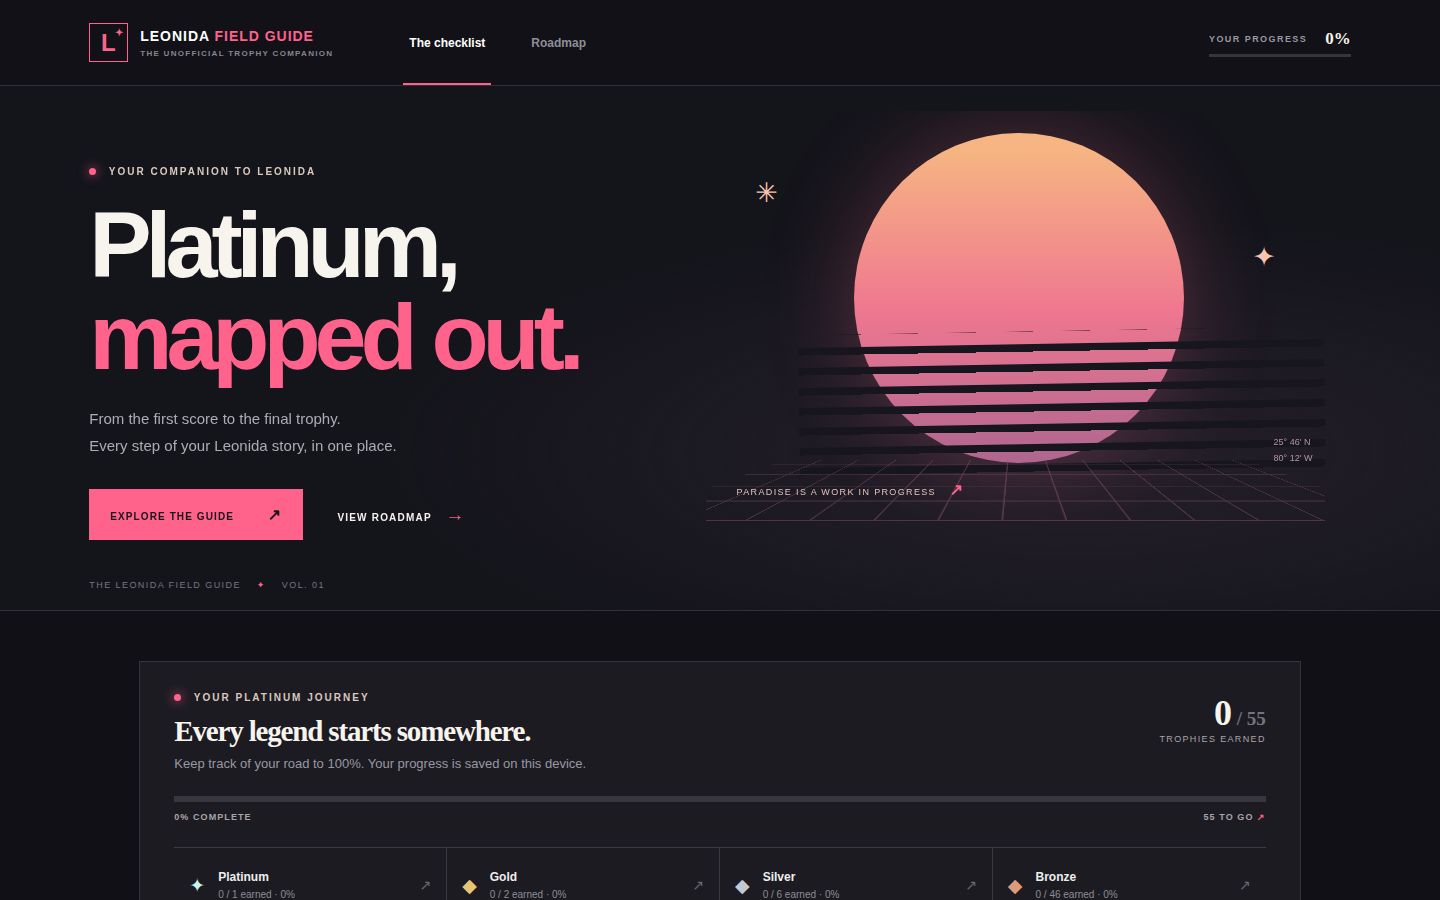 L
LEONIDA FIELD GUIDE
THE UNOFFICIAL TROPHY COMPANION
The checklist
Roadmap
YOUR PROGRESS 0%
YOUR COMPANION TO LEONIDA
Platinum,
mapped out.
From the first score to the final trophy.
Every step of your Leonida story, in one place.
EXPLORE THE GUIDE ↗
VIEW ROADMAP →
THE LEONIDA FIELD GUIDE ✦ VOL. 01
25° 46' N
80° 12' W
PARADISE IS A WORK IN PROGRESS ↗
YOUR PLATINUM JOURNEY
Every legend starts somewhere.
Keep track of your road to 100%. Your progress is saved on this device.
0 / 55
TROPHIES EARNED
0% COMPLETE
55 TO GO ↗
Platinum
0 / 1 earned · 0%
Gold
0 / 2 earned · 0%
Silver
0 / 6 earned · 0%
Bronze
0 / 46 earned · 0%